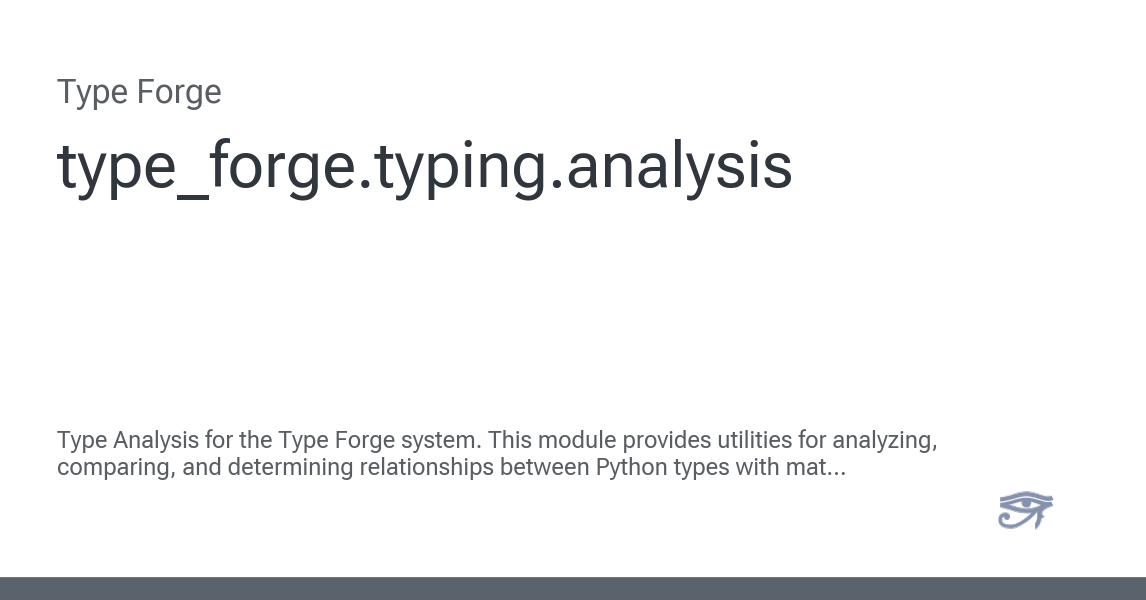 Type Forge
type_forge.typing.analysis
Type Analysis for the Type Forge system. This module provides utilities for analyzing,
comparing, and determining relationships between Python types with mat...